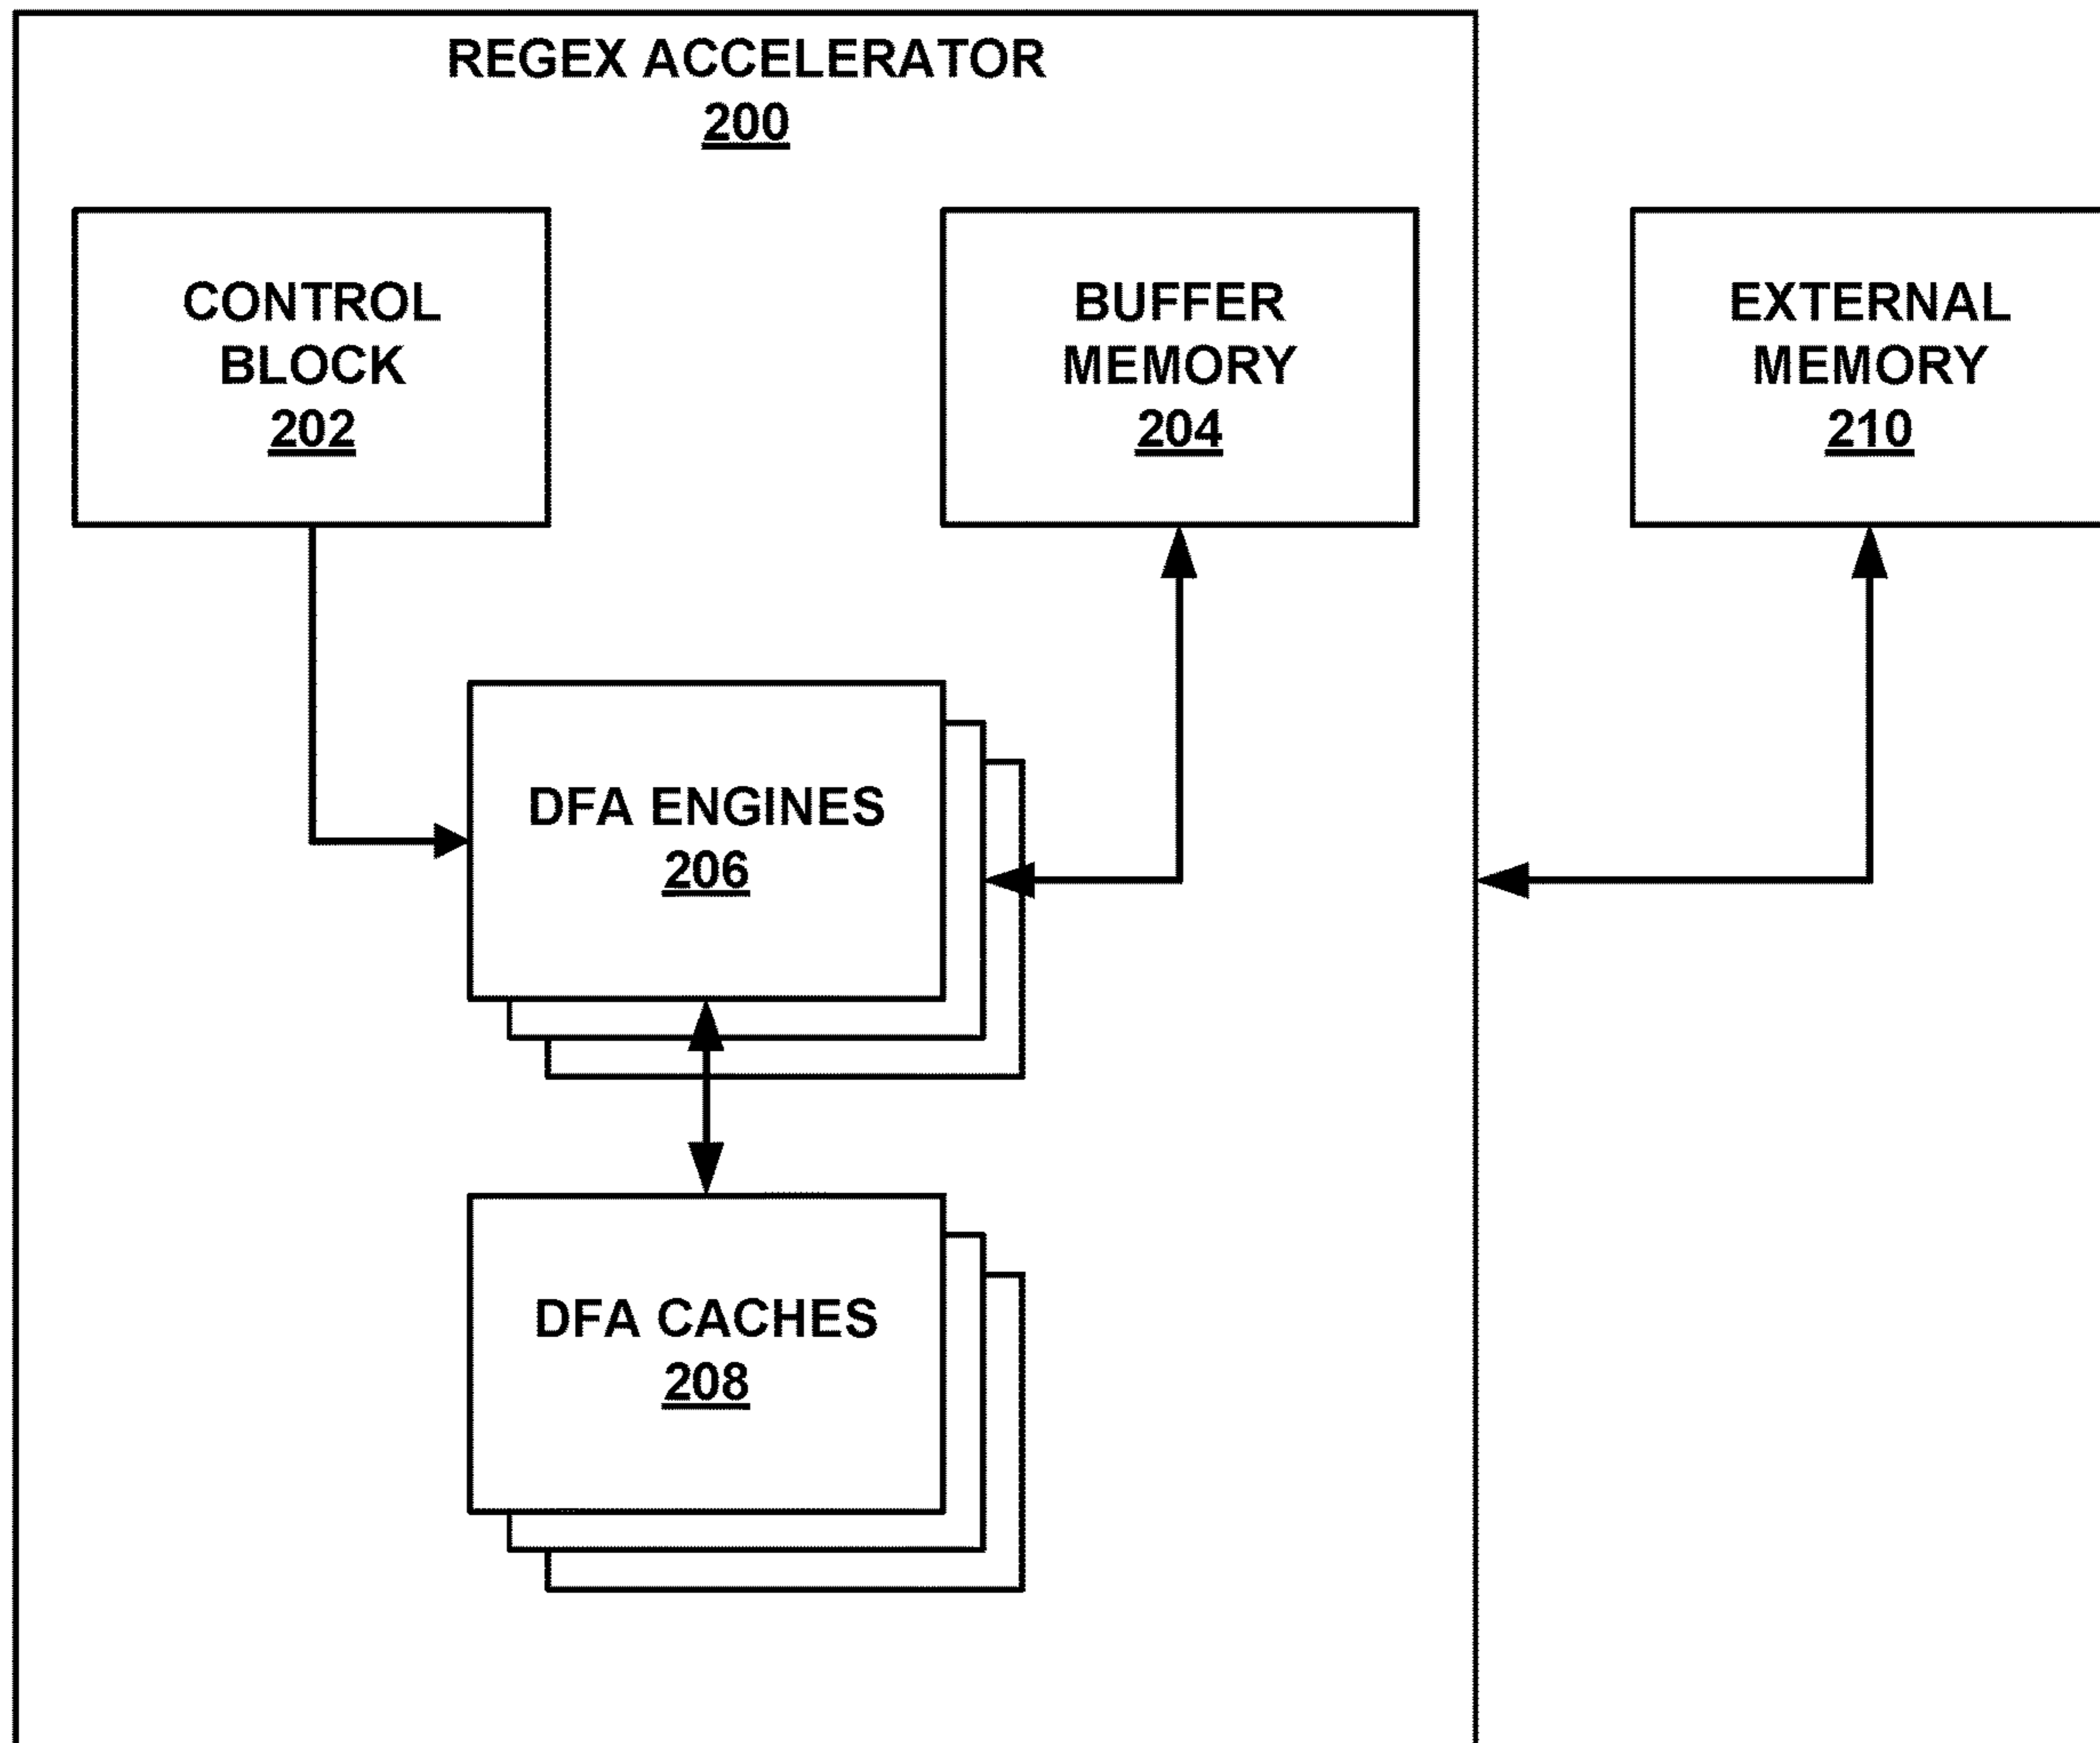 REGEX ACCELERATOR
200
CONTROL
BLOCK
202
BUFFER
MEMORY
204
EXTERNAL
MEMORY
210
DFA ENGINES
206
DFA CACHES
208